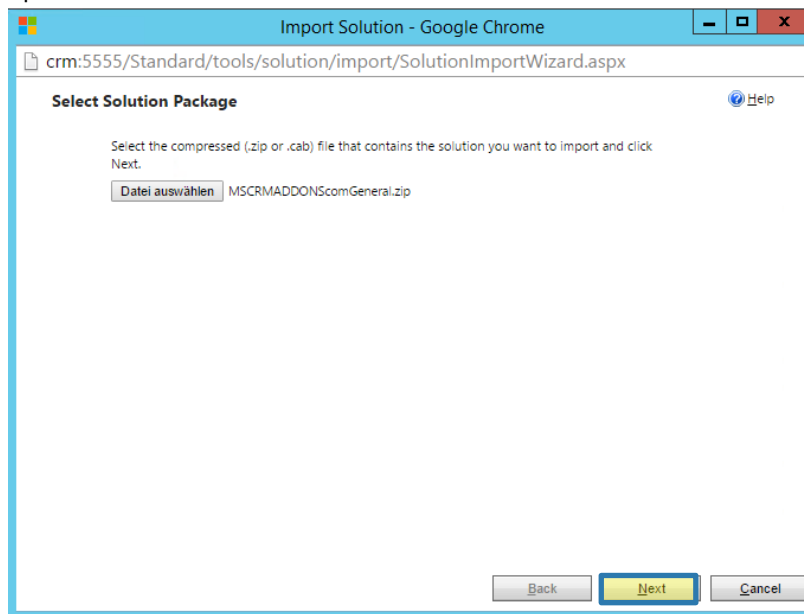 Import Solution - Google Chrome
crm:5555/Standard/tools/solution/import/SolutionImportWizard.aspx
Select Solution Package
Help
Select the compressed (.zip or .cab) file that contains the solution you want to import and click
Next.
Datei auswählen MSCRMADDONScomGeneral.zip
Back Next Cancel